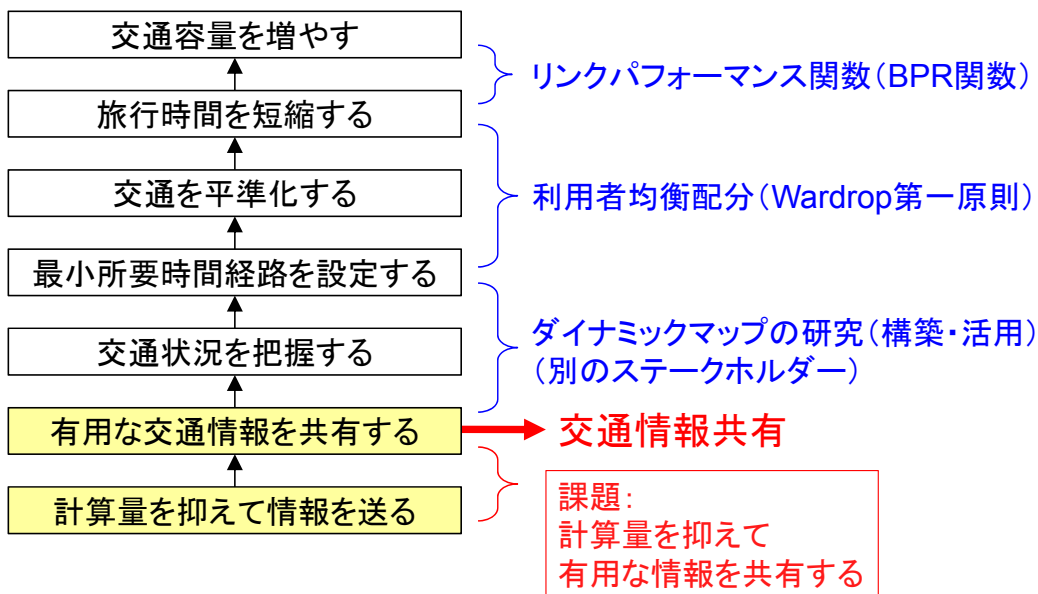 交通容量を増やす
リンクパフォーマンス関数(BPR関数)
旅行時間を短縮する
交通を平準化する
利用者均衡配分(Wardrop第一原則)
最小所要時間経路を設定する
ダイナミックマップの研究(構築・活用)
(別のステークホルダー)
交通状況を把握する
有用な交通情報を共有する
交通情報共有
計算量を抑えて情報を送る
課題:
計算量を抑えて
有用な情報を共有する